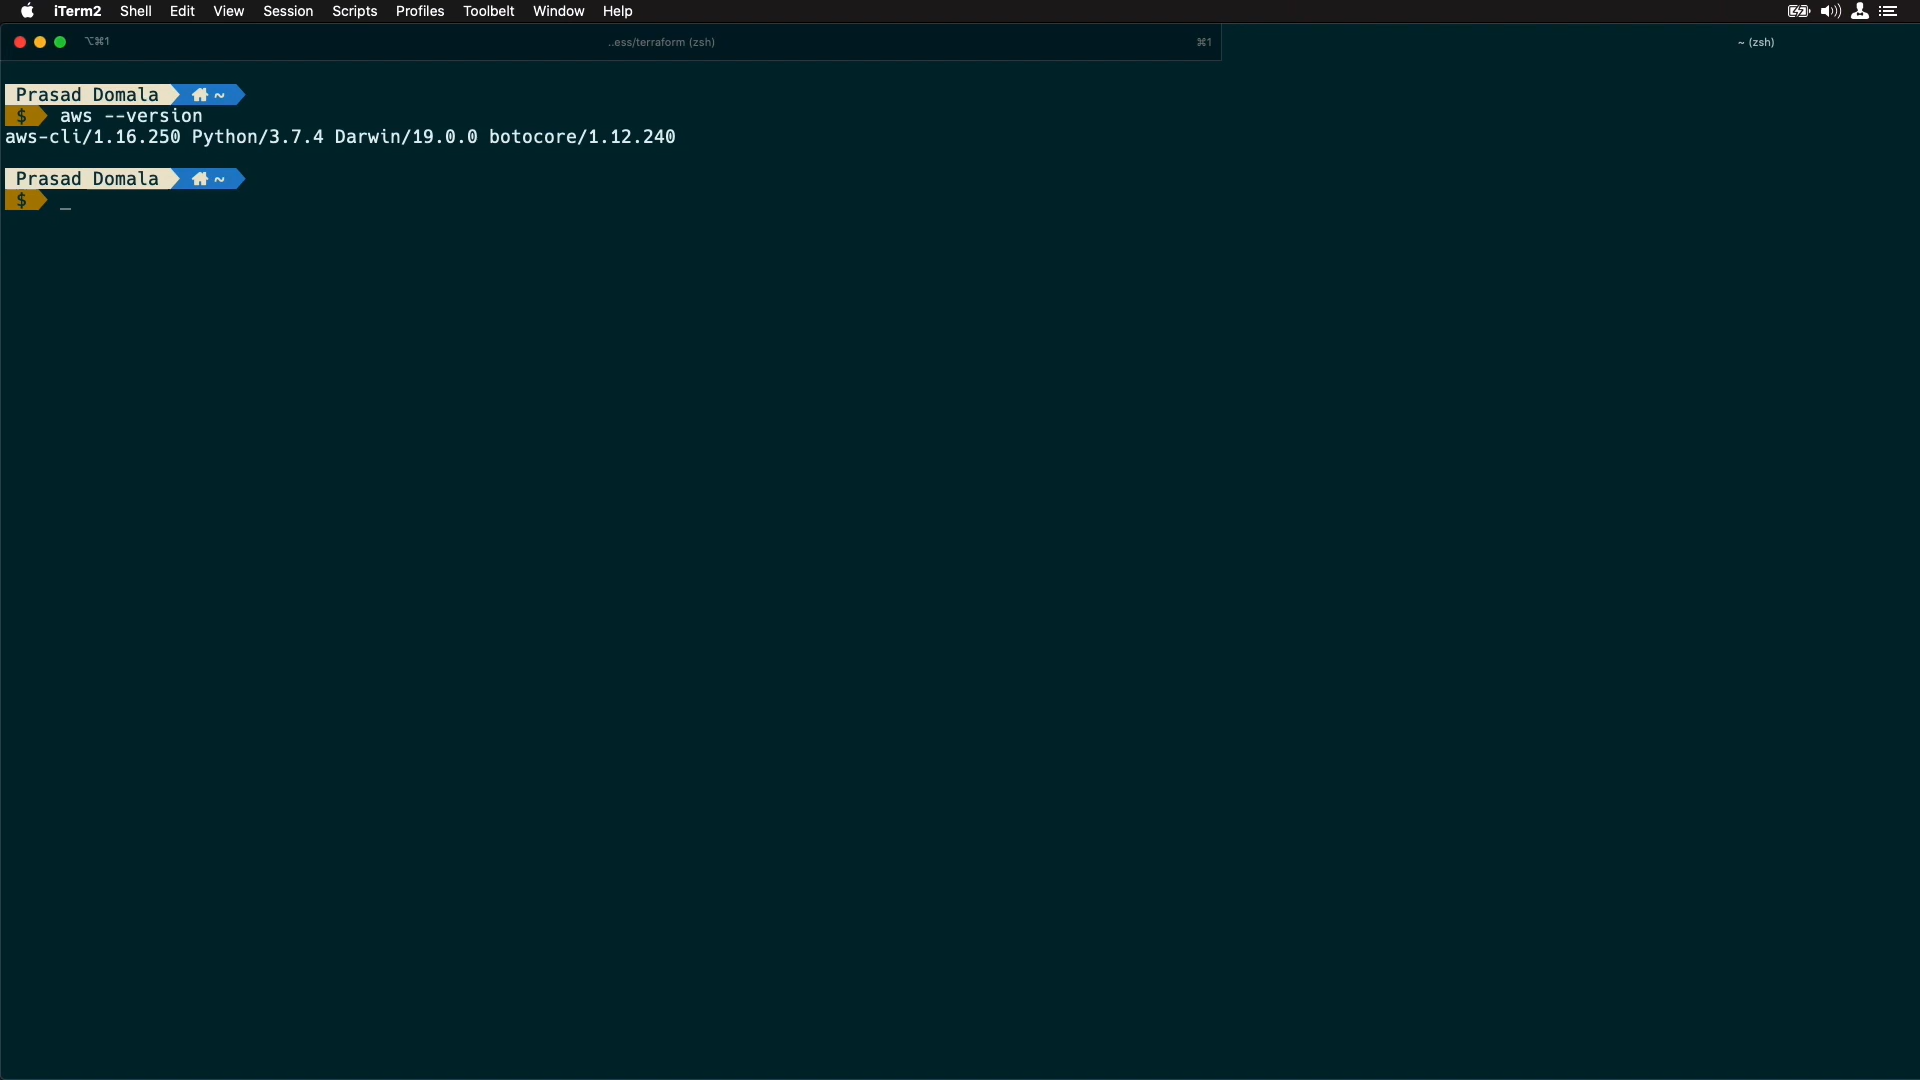 iTerm2 Shell Edit View Session Scripts Profiles Toolbelt Window Help
⌥⌘1 ..ess/terraform (zsh) ⌘1 ~ (zsh)
Prasad Domala ~
$ aws --version
aws-cli/1.16.250 Python/3.7.4 Darwin/19.0.0 botocore/1.12.240
Prasad Domala ~
$ _